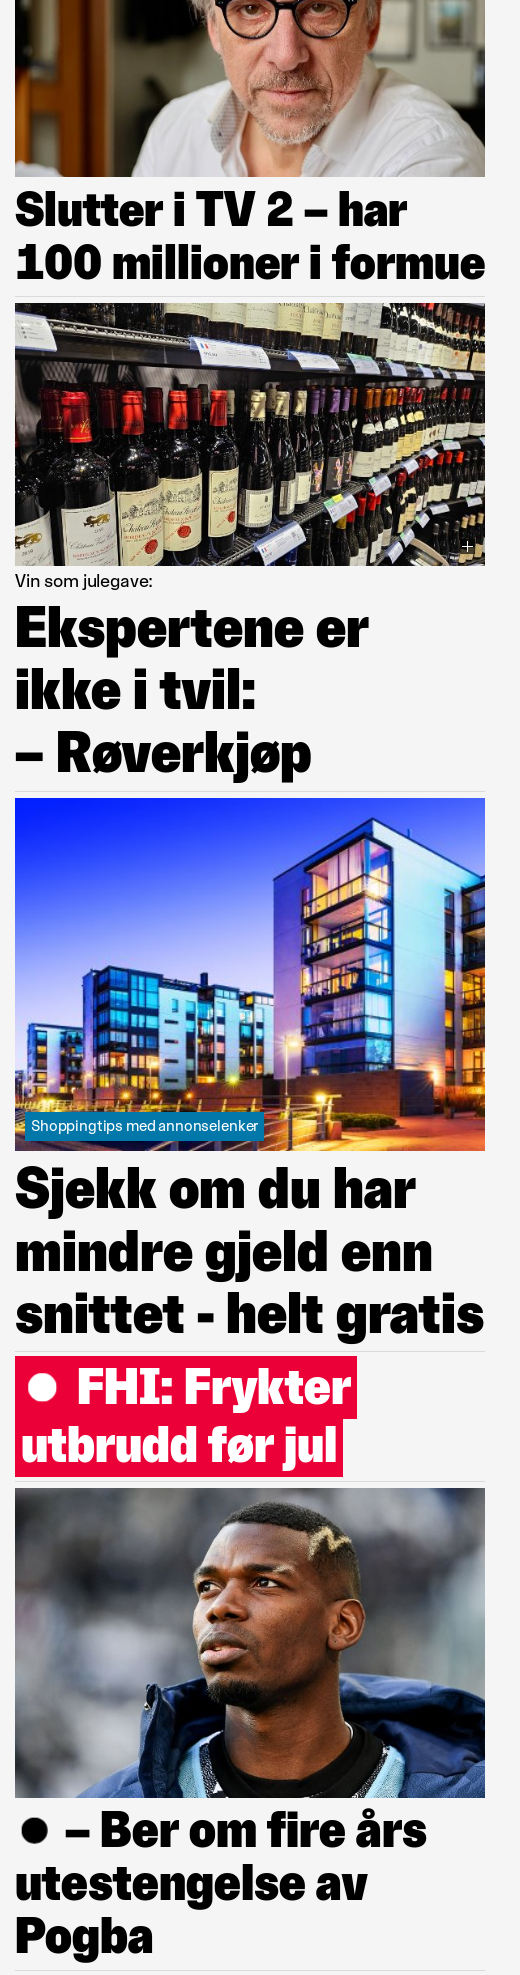 Slutter i TV 2 – har
100 millioner i formue
Vin som julegave:
Ekspertene er
ikke i tvil:
– Røverkjøp
Shoppingtips med annonselenker
Sjekk om du har
mindre gjeld enn
snittet - helt gratis
FHI: Frykter
utbrudd før jul
– Ber om fire års
utestengelse av
Pogba